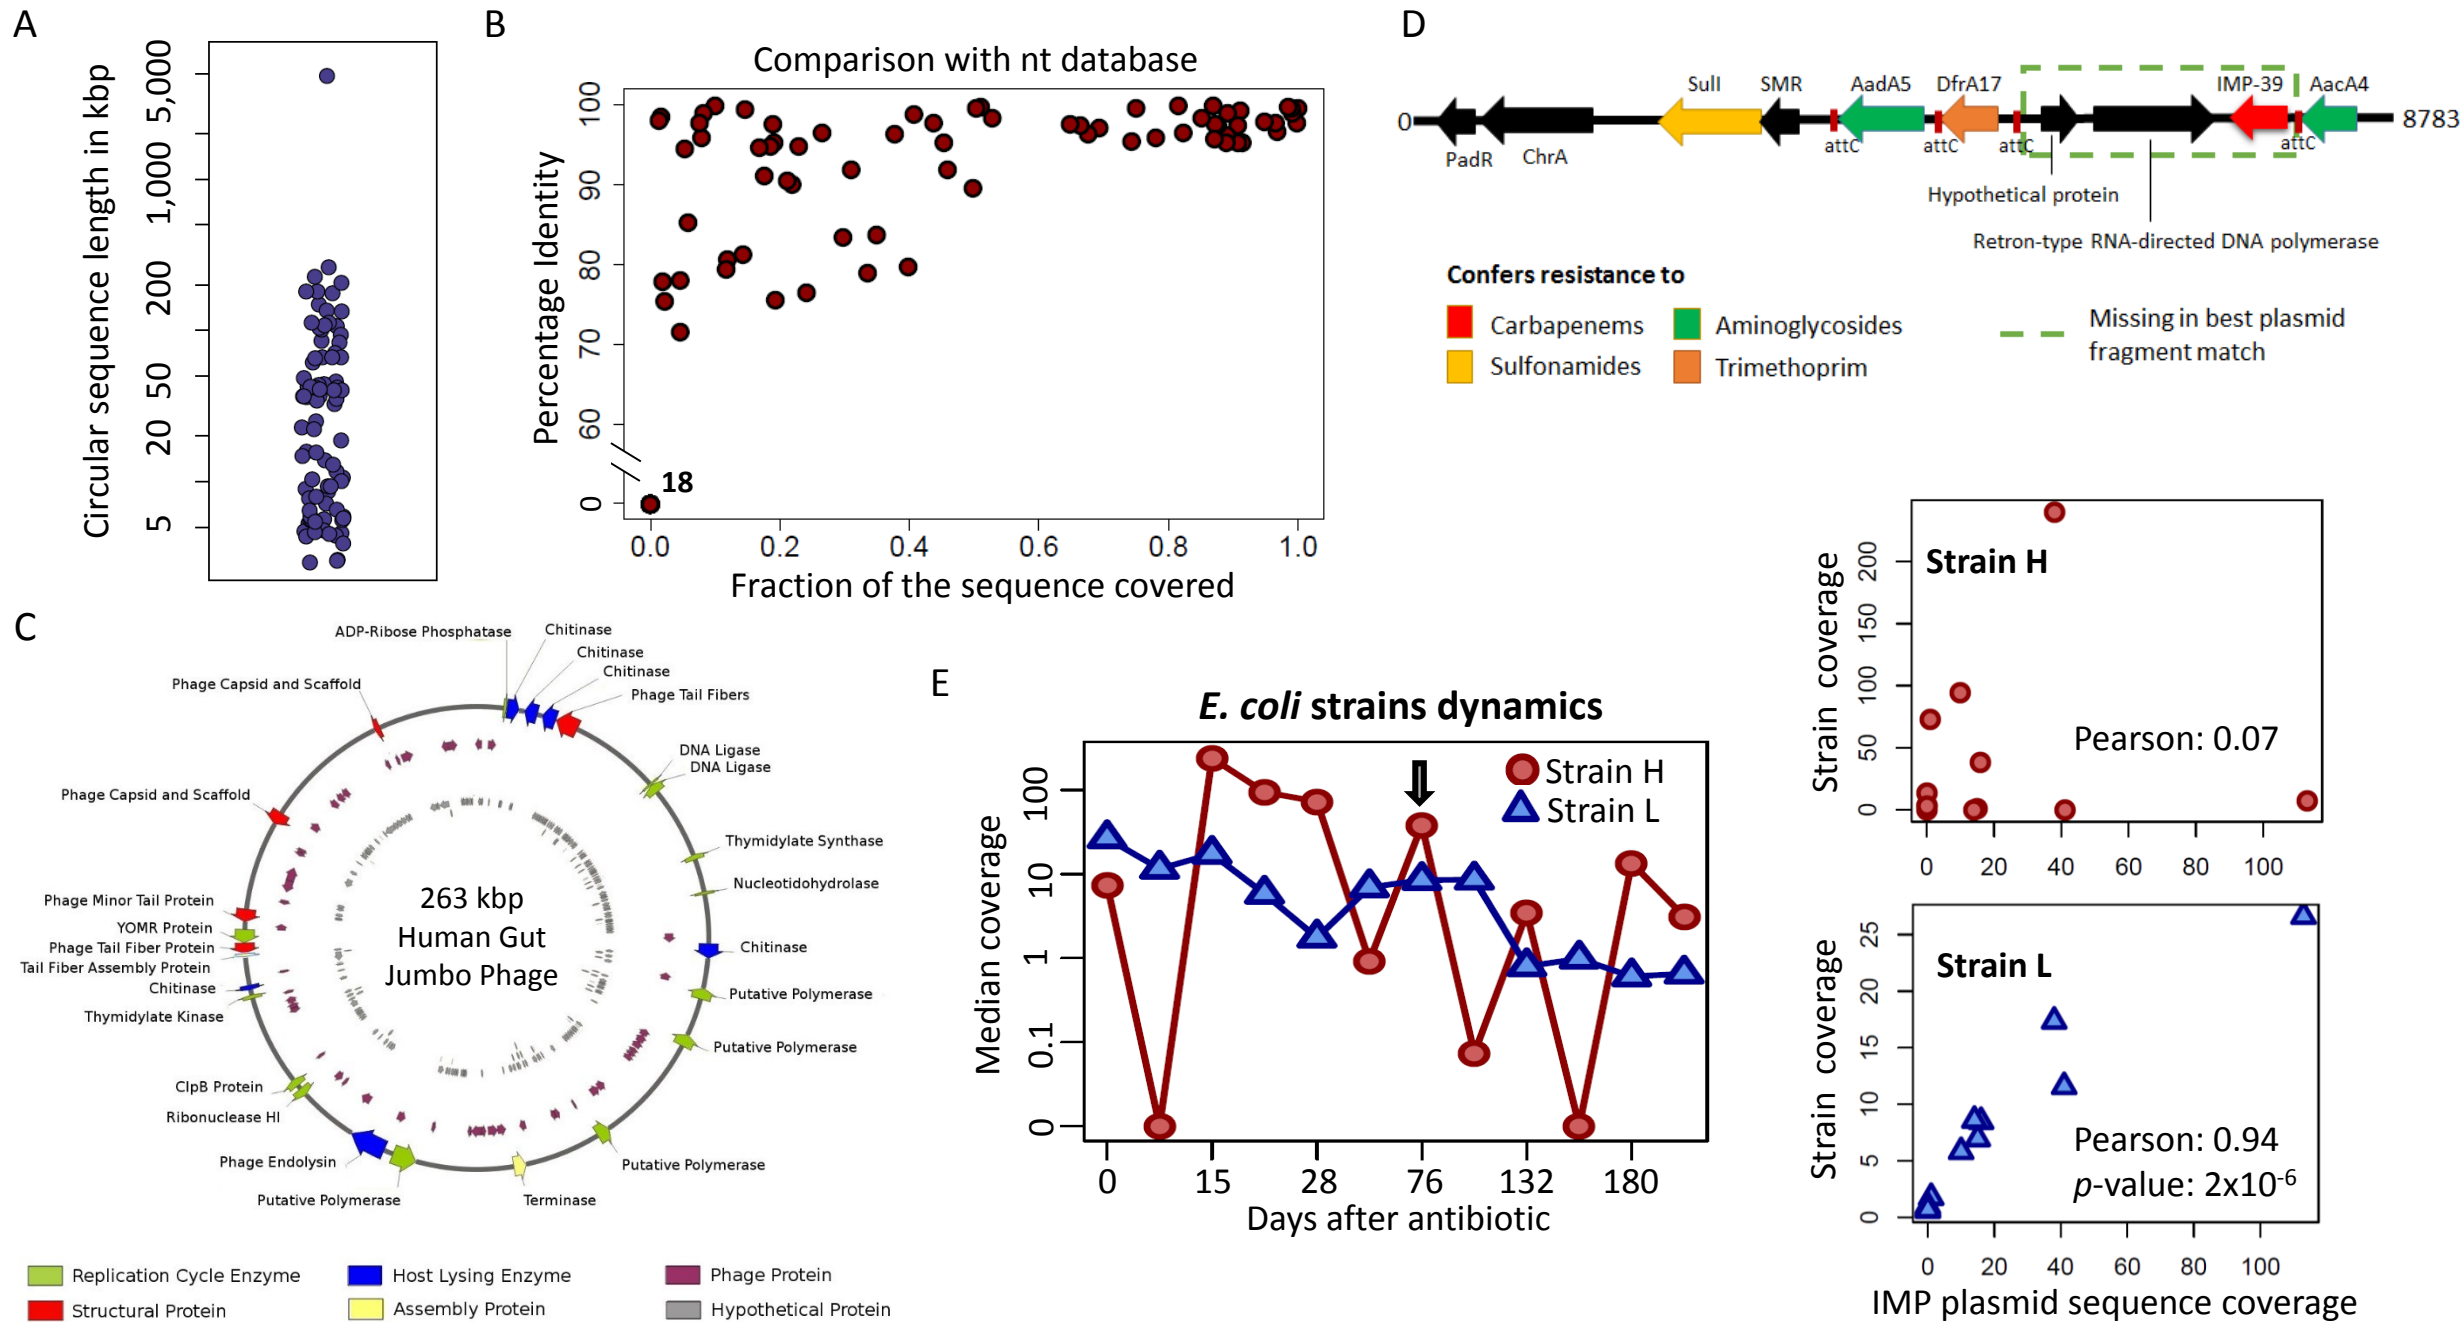 A
Circular sequence length in kbp
5,000
1,000
200
50
20
5
B
Comparison with nt database
Percentage Identity
100
90
80
70
60
0
18
0.0 0.2 0.4 0.6 0.8 1.0
Fraction of the sequence covered
C
ADP-Ribose Phosphatase
Chitinase
Chitinase
Chitinase
Phage Tail Fibers
Phage Capsid and Scaffold
DNA Ligase
DNA Ligase
Phage Capsid and Scaffold
Thymidylate Synthase
Nucleotidohydrolase
Phage Minor Tail Protein
YOMR Protein
Phage Tail Fiber Protein
Tail Fiber Assembly Protein
Chitinase
Thymidylate Kinase
Chitinase
Putative Polymerase
Putative Polymerase
ClpB Protein
Ribonuclease HI
Phage Endolysin
Putative Polymerase
Terminase
Putative Polymerase
263 kbp
Human Gut
Jumbo Phage
Replication Cycle Enzyme
Host Lysing Enzyme
Phage Protein
Structural Protein
Assembly Protein
Hypothetical Protein
D
0
SulI
SMR
AadA5
DfrA17
IMP-39
AacA4
8783
PadR
ChrA
attC
attC
attC
attC
Hypothetical protein
Retron-type RNA-directed DNA polymerase
Confers resistance to
Carbapenems
Aminoglycosides
Sulfonamides
Trimethoprim
Missing in best plasmid
fragment match
E
E. coli strains dynamics
Strain H
Strain L
Median coverage
100
10
1
0.1
0
0 15 28 76 132 180
Days after antibiotic
Strain H
Strain coverage
200
150
100
50
0
Pearson: 0.07
0 20 40 60 80 100
Strain L
Strain coverage
25
20
15
10
5
0
Pearson: 0.94
p-value: 2x10-6
0 20 40 60 80 100
IMP plasmid sequence coverage